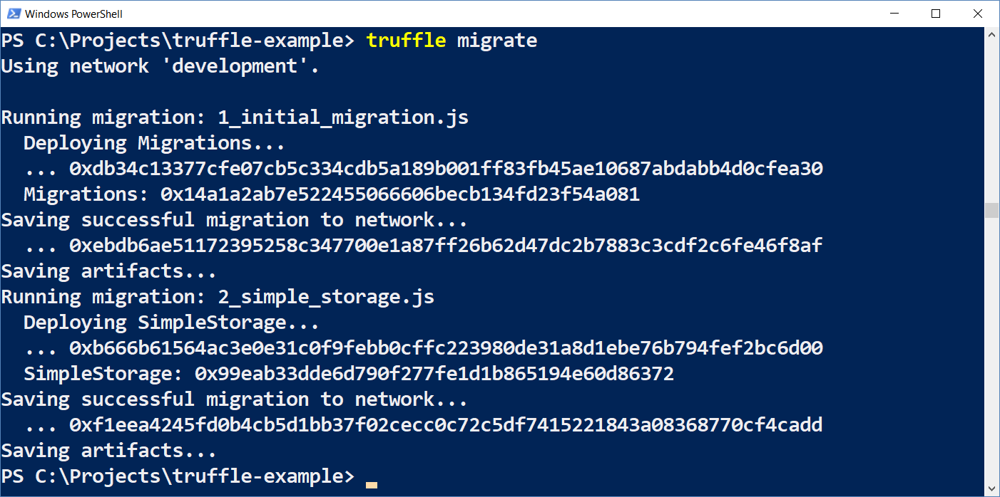 Windows PowerShell
PS C:\Projects\truffle-example> truffle migrate
Using network 'development'.
Running migration: 1_initial_migration.js
Deploying Migrations...
... 0xdb34c13377cfe07cb5c334cdb5a189b001ff83fb45ae10687abdabb4d0cfea30
Migrations: 0x14a1a2ab7e522455066606becb134fd23f54a081
Saving successful migration to network...
... 0xebdb6ae51172395258c347700e1a87ff26b62d47dc2b7883c3cdf2c6fe46f8af
Saving artifacts...
Running migration: 2_simple_storage.js
Deploying SimpleStorage...
... 0xb666b61564ac3e0e31c0f9febb0cffc223980de31a8d1ebe76b794fef2bc6d00
SimpleStorage: 0x99eab33dde6d790f277fe1d1b865194e60d86372
Saving successful migration to network...
... 0xf1eea4245fd0b4cb5d1bb37f02cecc0c72c5df7415221843a08368770cf4cadd
Saving artifacts...
PS C:\Projects\truffle-example>